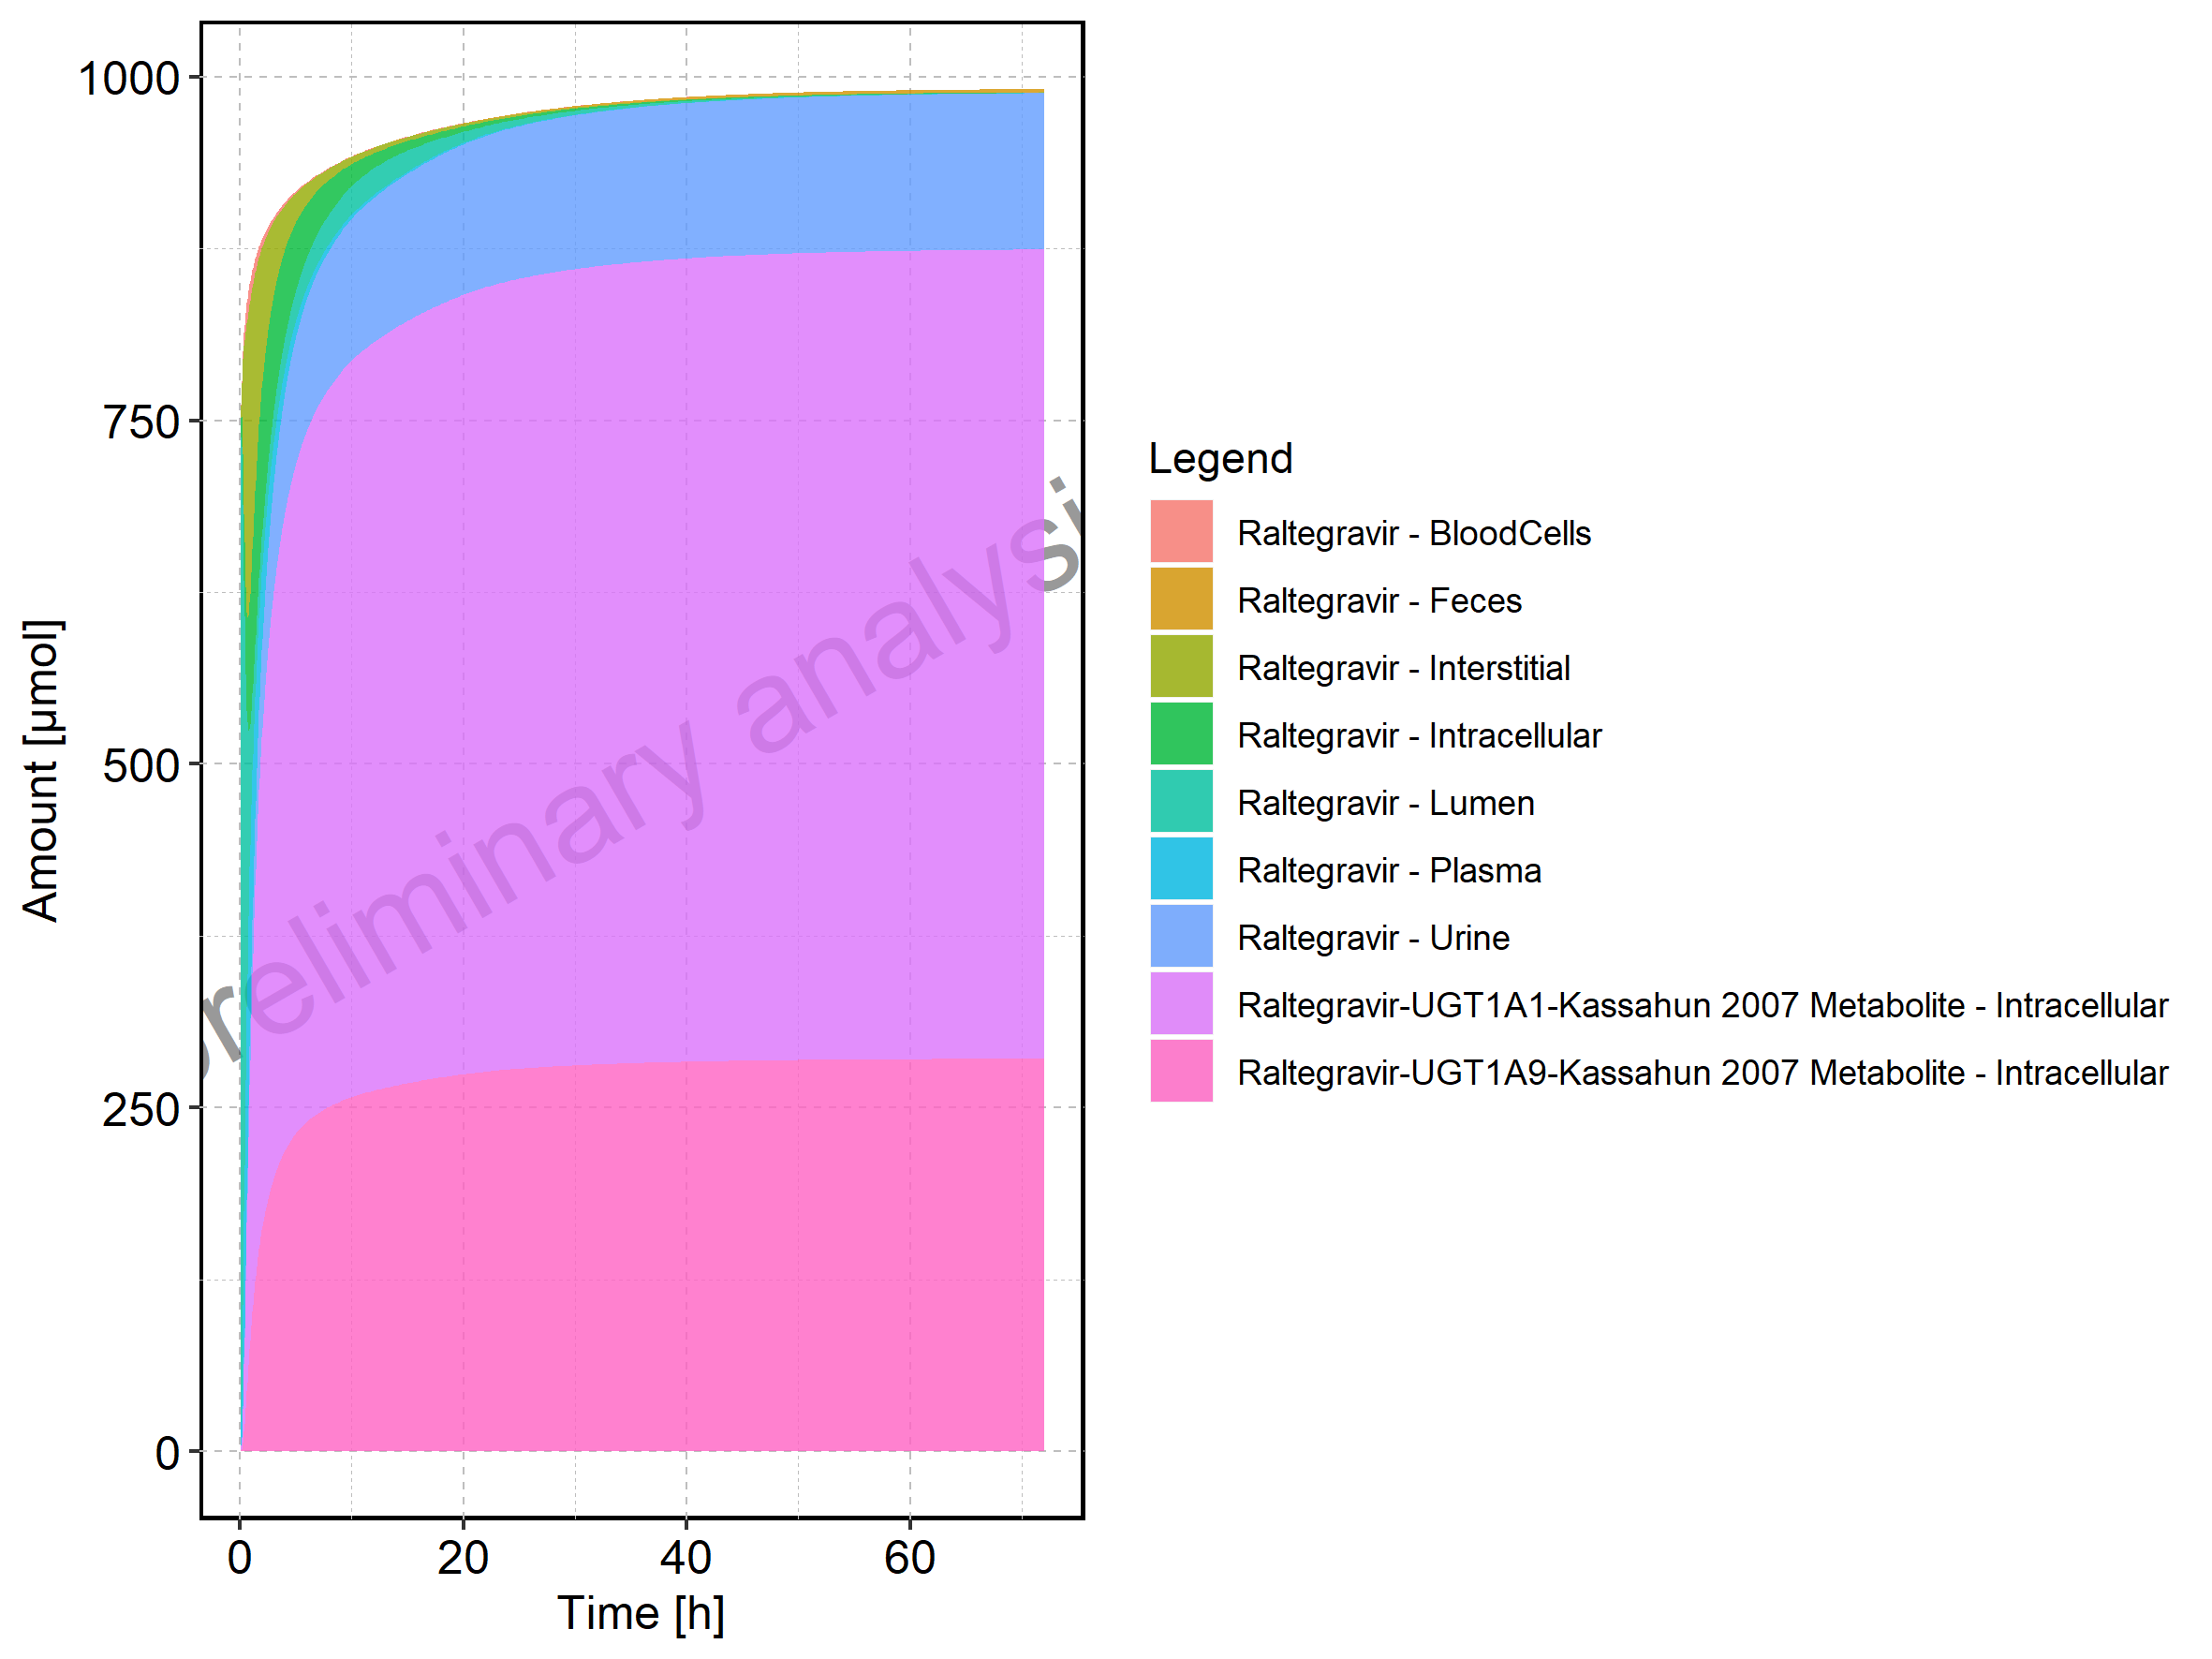 1000
750
500
250
0
0 20 40 60
Time [h]
Amount [µmol]
preliminary analysis
Legend
Raltegravir - BloodCells
Raltegravir - Feces
Raltegravir - Interstitial
Raltegravir - Intracellular
Raltegravir - Lumen
Raltegravir - Plasma
Raltegravir - Urine
Raltegravir-UGT1A1-Kassahun 2007 Metabolite - Intracellular
Raltegravir-UGT1A9-Kassahun 2007 Metabolite - Intracellular